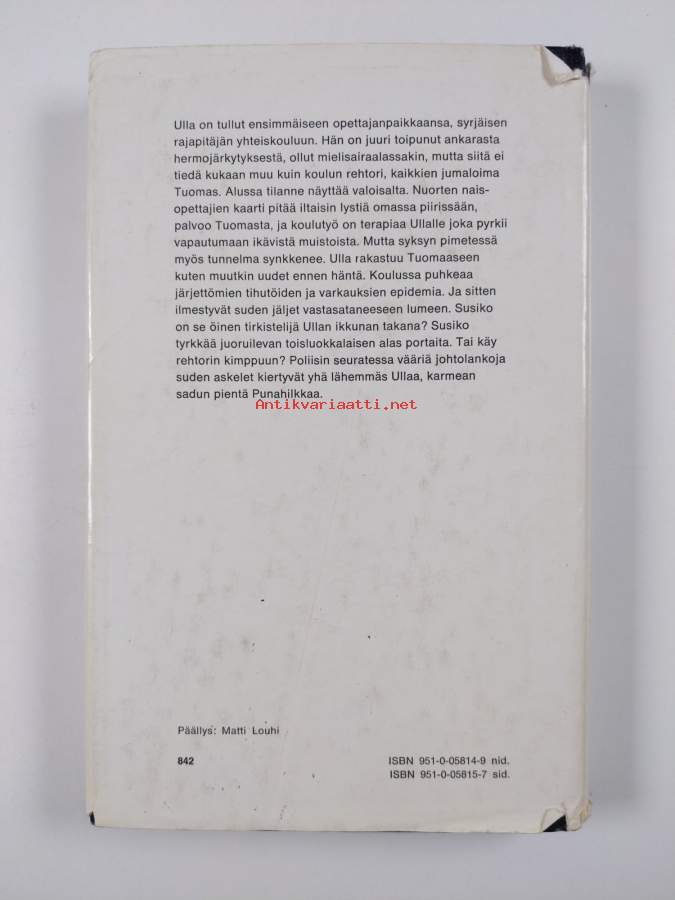 Ulla on tullut ensimmäiseen opettajanpaikkaansa, syrjäisen
rajapitäjän yhteiskouluun. Hän on juuri toipunut ankarasta
hermojärkytyksestä, ollut mielisairaalassakin, mutta siitä ei
tiedä kukaan muu kuin koulun rehtori, kaikkien jumaloima
Tuomas. Alussa tilanne näyttää valoisalta. Nuorten nais-
opettajien kaarti pitää iltaisin lystiä omassa piirissään,
palvoo Tuomasta, ja koulutyö on terapiaa Ullalle joka pyrkii
vapautumaan ikävistä muistoista. Mutta syksyn pimetessä
myös tunnelma synkkenee. Ulla rakastuu Tuomaaseen
kuten muutkin uudet ennen häntä. Koulussa puhkeaa
järjettömien tihutöiden ja varkauksien epidemia. Ja sitten
ilmestyvät suden jäljet vastasataneeseen lumeen. Susiko
on se öinen tirkistelijä Ullan ikkunan takana? Susiko
tyrkkää juoruilevan toisluokkalaisen alas portaita. Tai käy
rehtorin kimppuun? Poliisin seuratessa vääriä johtolankoja
suden askelet kiertyvät yhä lähemmäs Ullaa, karmean
sadun pientä Punahilkkaa.
Antikvariaatti.net
Päällys: Matti Louhi
842
ISBN 951-0-05814-9 nid.
ISBN 951-0-05815-7 sid.